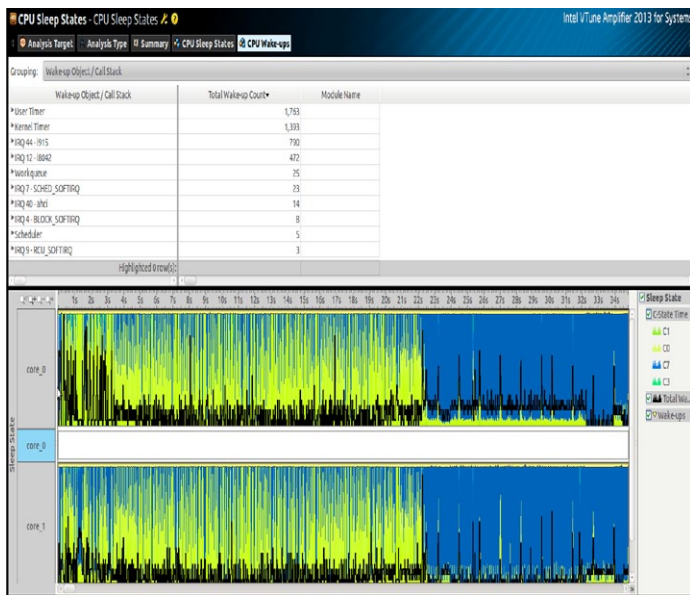 CPU Sleep States - CPU Sleep States
Intel VTune Amplifier 2013 for Systems
Analysis Target Analysis Type Summary CPU Sleep States CPU Wake-ups
Grouping: Wake-up Object / Call Stack
Wake-up Object / Call Stack Total Wake-up Count Module Name
User Timer 1,763
Kernel Timer 1,393
IRQ 44 - i915 790
IRQ 12 - i8042 472
Workqueue 25
IRQ 7 - SCHED_SOFTIRQ 23
IRQ 40 - ahci 14
IRQ 4 - BLOCK_SOFTIRQ 8
Scheduler 5
IRQ 9 - RCU_SOFTIRQ 3
Highlighted 0 row(s):
1s 2s 3s 4s 5s 6s 7s 8s 9s 10s 11s 12s 13s 14s 15s 16s 17s 18s 19s 20s 21s 22s 23s 24s 25s 26s 27s 28s 29s 30s 31s 32s 33s 34s
Sleep State
C-State Time
C1
C0
C7
C3
Total Wa...
Wake-ups
Sleep State
core_0
core_0
core_1